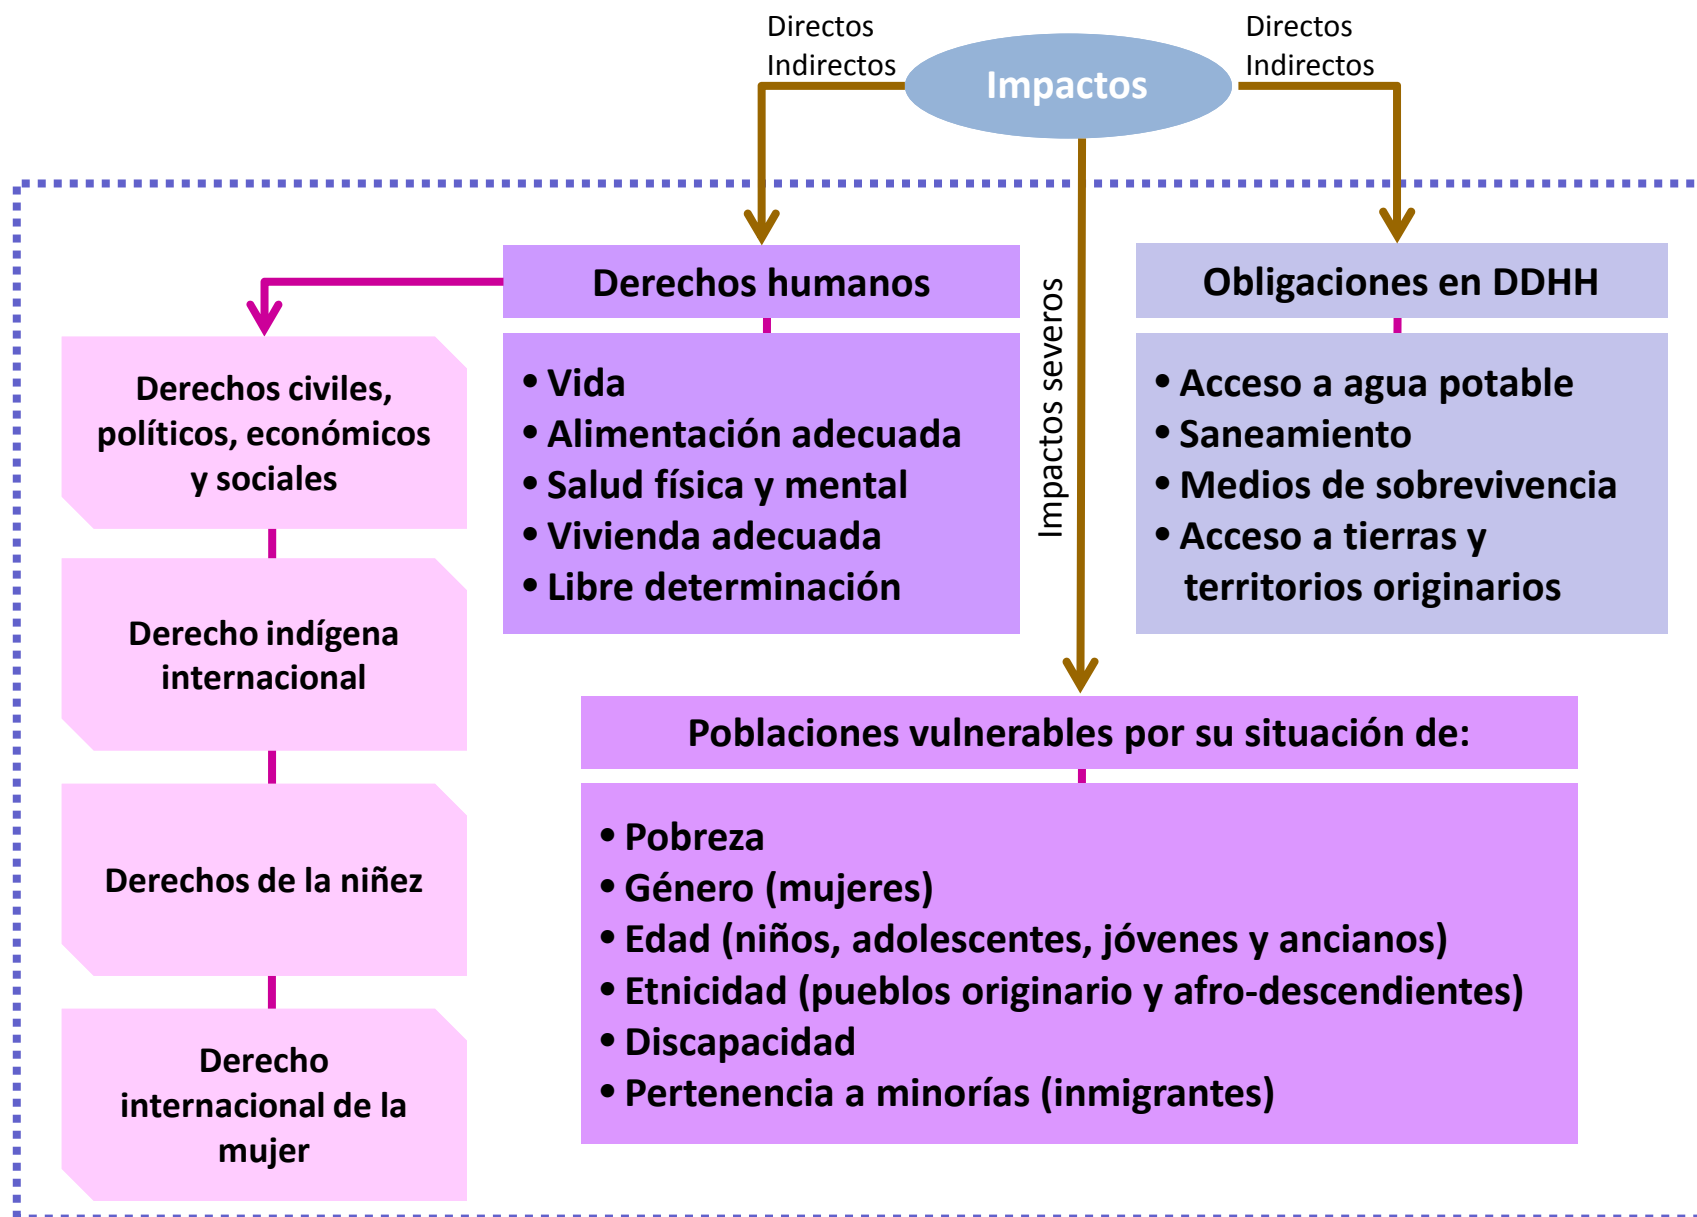 Directos
Indirectos
Impactos
Directos
Indirectos
Derechos humanos
• Vida
• Alimentación adecuada
• Salud física y mental
• Vivienda adecuada
• Libre determinación
Impactos severos
Obligaciones en DDHH
• Acceso a agua potable
• Saneamiento
• Medios de sobrevivencia
• Acceso a tierras y
territorios originarios
Derechos civiles,
políticos, económicos
y sociales
Derecho indígena
internacional
Derechos de la niñez
Derecho
internacional de la
mujer
Poblaciones vulnerables por su situación de:
• Pobreza
• Género (mujeres)
• Edad (niños, adolescentes, jóvenes y ancianos)
• Etnicidad (pueblos originario y afro-descendientes)
• Discapacidad
• Pertenencia a minorías (inmigrantes)